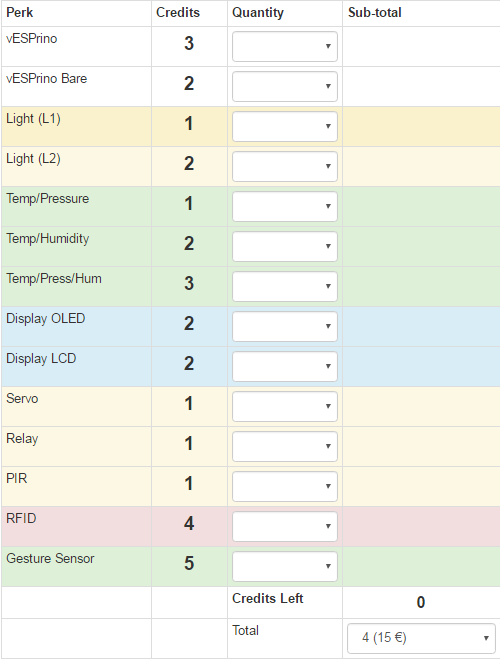 Perk Credits Quantity Sub-total
vESPrino 3
vESPrino Bare 2
Light (L1) 1
Light (L2) 2
Temp/Pressure 1
Temp/Humidity 2
Temp/Press/Hum 3
Display OLED 2
Display LCD 2
Servo 1
Relay 1
PIR 1
RFID 4
Gesture Sensor 5
Credits Left 0
Total 4 (15 €)